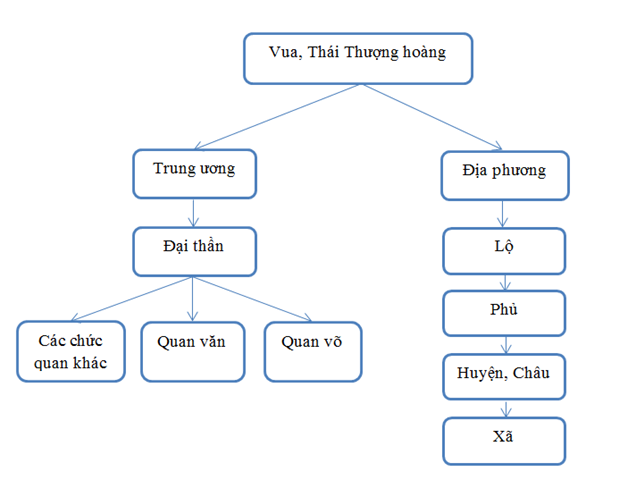 Vua, Thái Thượng hoàng
Trung ương
Địa phương
Đại thần
Lộ
Phủ
Các chức
quan khác
Quan văn
Quan võ
Huyện, Châu
Xã